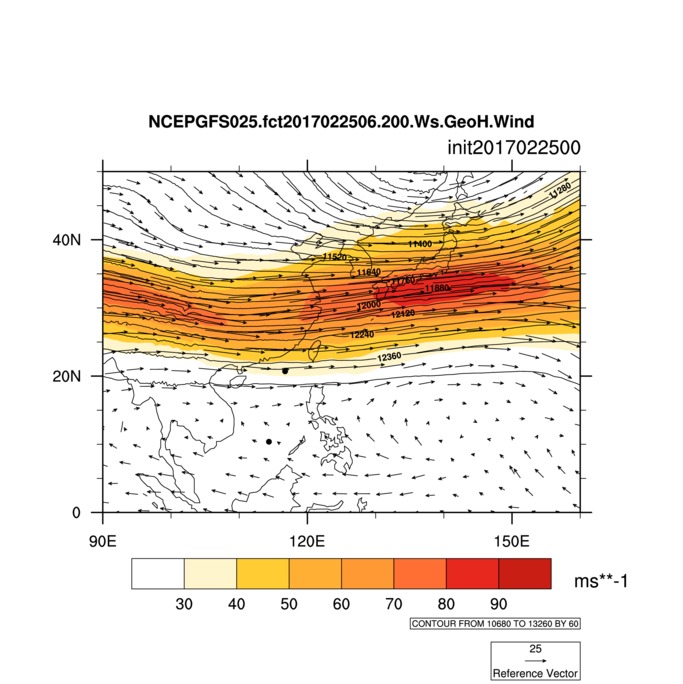 NCEPGFS025.fct2017022506.200.Ws.GeoH.Wind
init2017022500
11280
40N
11400
11520
11640
11760
11880
12000
12120
12240
12360
20N
0
90E 120E 150E
ms**-1
30 40 50 60 70 80 90
CONTOUR FROM 10680 TO 13260 BY 60
25
Reference Vector